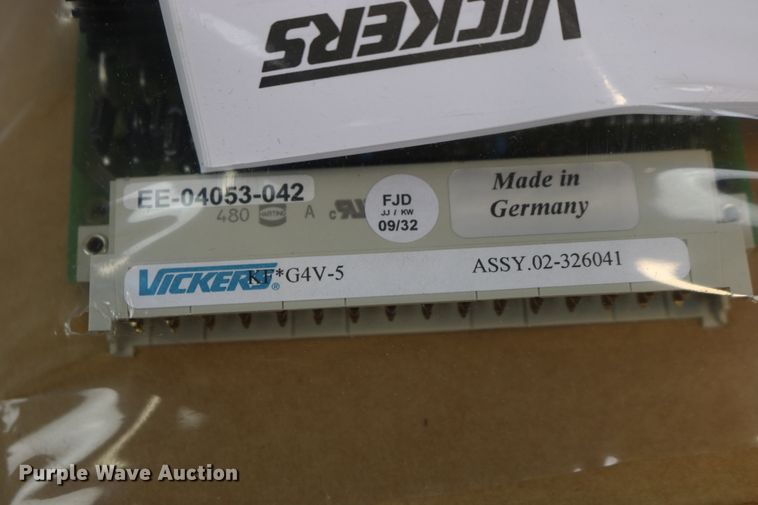 VICKERS
EE-04053-042
480 HARTING A
FJD
JJ / KW
09/32
Made in
Germany
VICKERS® KF*G4V-5 ASSY.02-326041
Purple Wave Auction